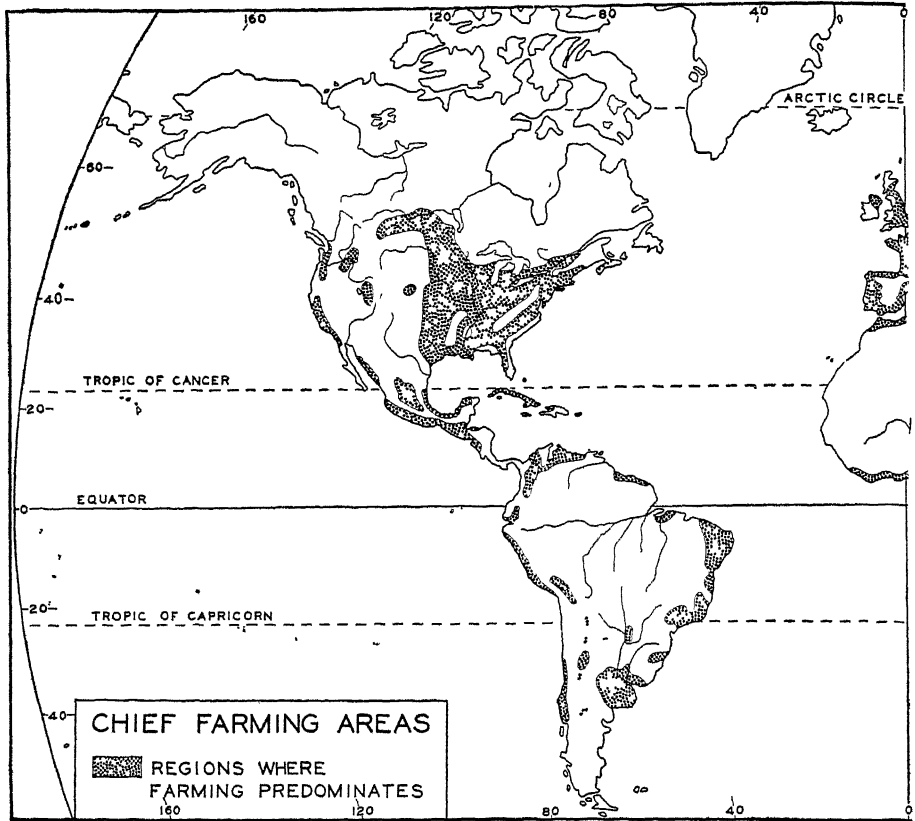 160 120 80 40 0
ARCTIC CIRCLE
60
40
TROPIC OF CANCER
20
EQUATOR
0
20
TROPIC OF CAPRICORN
40
CHIEF FARMING AREAS
REGIONS WHERE
FARMING PREDOMINATES
160 120 80 40 0